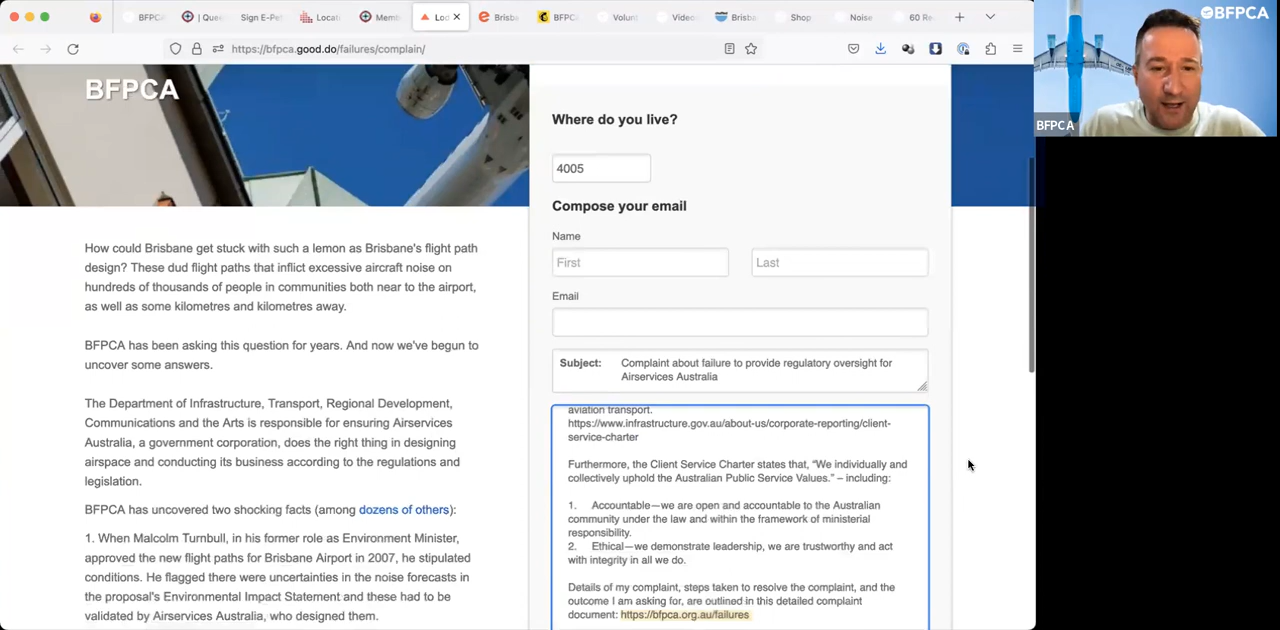 BFPCA
Quee
Sign E-Pe
Locati
Memb
Lod
Brisba
BFPCA
Volunt
Video
Brisba
Shop
Noise
60 Re
https://bfpca.good.do/failures/complain/
BFPCA
BFPCA
BFPCA
How could Brisbane get stuck with such a lemon as Brisbane's flight path
design? These dud flight paths that inflict excessive aircraft noise on
hundreds of thousands of people in communities both near to the airport,
as well as some kilometres and kilometres away.
BFPCA has been asking this question for years. And now we've begun to
uncover some answers.
The Department of Infrastructure, Transport, Regional Development,
Communications and the Arts is responsible for ensuring Airservices
Australia, a government corporation, does the right thing in designing
airspace and conducting its business according to the regulations and
legislation.
BFPCA has uncovered two shocking facts (among dozens of others):
1. When Malcolm Turnbull, in his former role as Environment Minister,
approved the new flight paths for Brisbane Airport in 2007, he stipulated
conditions. He flagged there were uncertainties in the noise forecasts in
the proposal's Environmental Impact Statement and these had to be
validated by Airservices Australia, who designed them.
Where do you live?
4005
Compose your email
Name
First
Last
Email
Subject: Complaint about failure to provide regulatory oversight for
Airservices Australia
aviation transport.
https://www.infrastructure.gov.au/about-us/corporate-reporting/client-
service-charter
Furthermore, the Client Service Charter states that, “We individually and
collectively uphold the Australian Public Service Values.” – including:
1. Accountable—we are open and accountable to the Australian
community under the law and within the framework of ministerial
responsibility.
2. Ethical—we demonstrate leadership, we are trustworthy and act
with integrity in all we do.
Details of my complaint, steps taken to resolve the complaint, and the
outcome I am asking for, are outlined in this detailed complaint
document: https://bfpca.org.au/failures